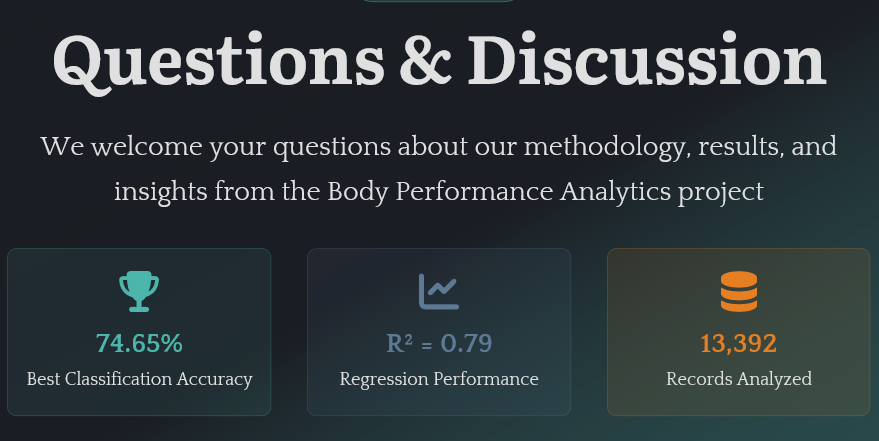 Questions & Discussion
We welcome your questions about our methodology, results, and
insights from the Body Performance Analytics project
74.65%
Best Classification Accuracy
R² = 0.79
Regression Performance
13,392
Records Analyzed